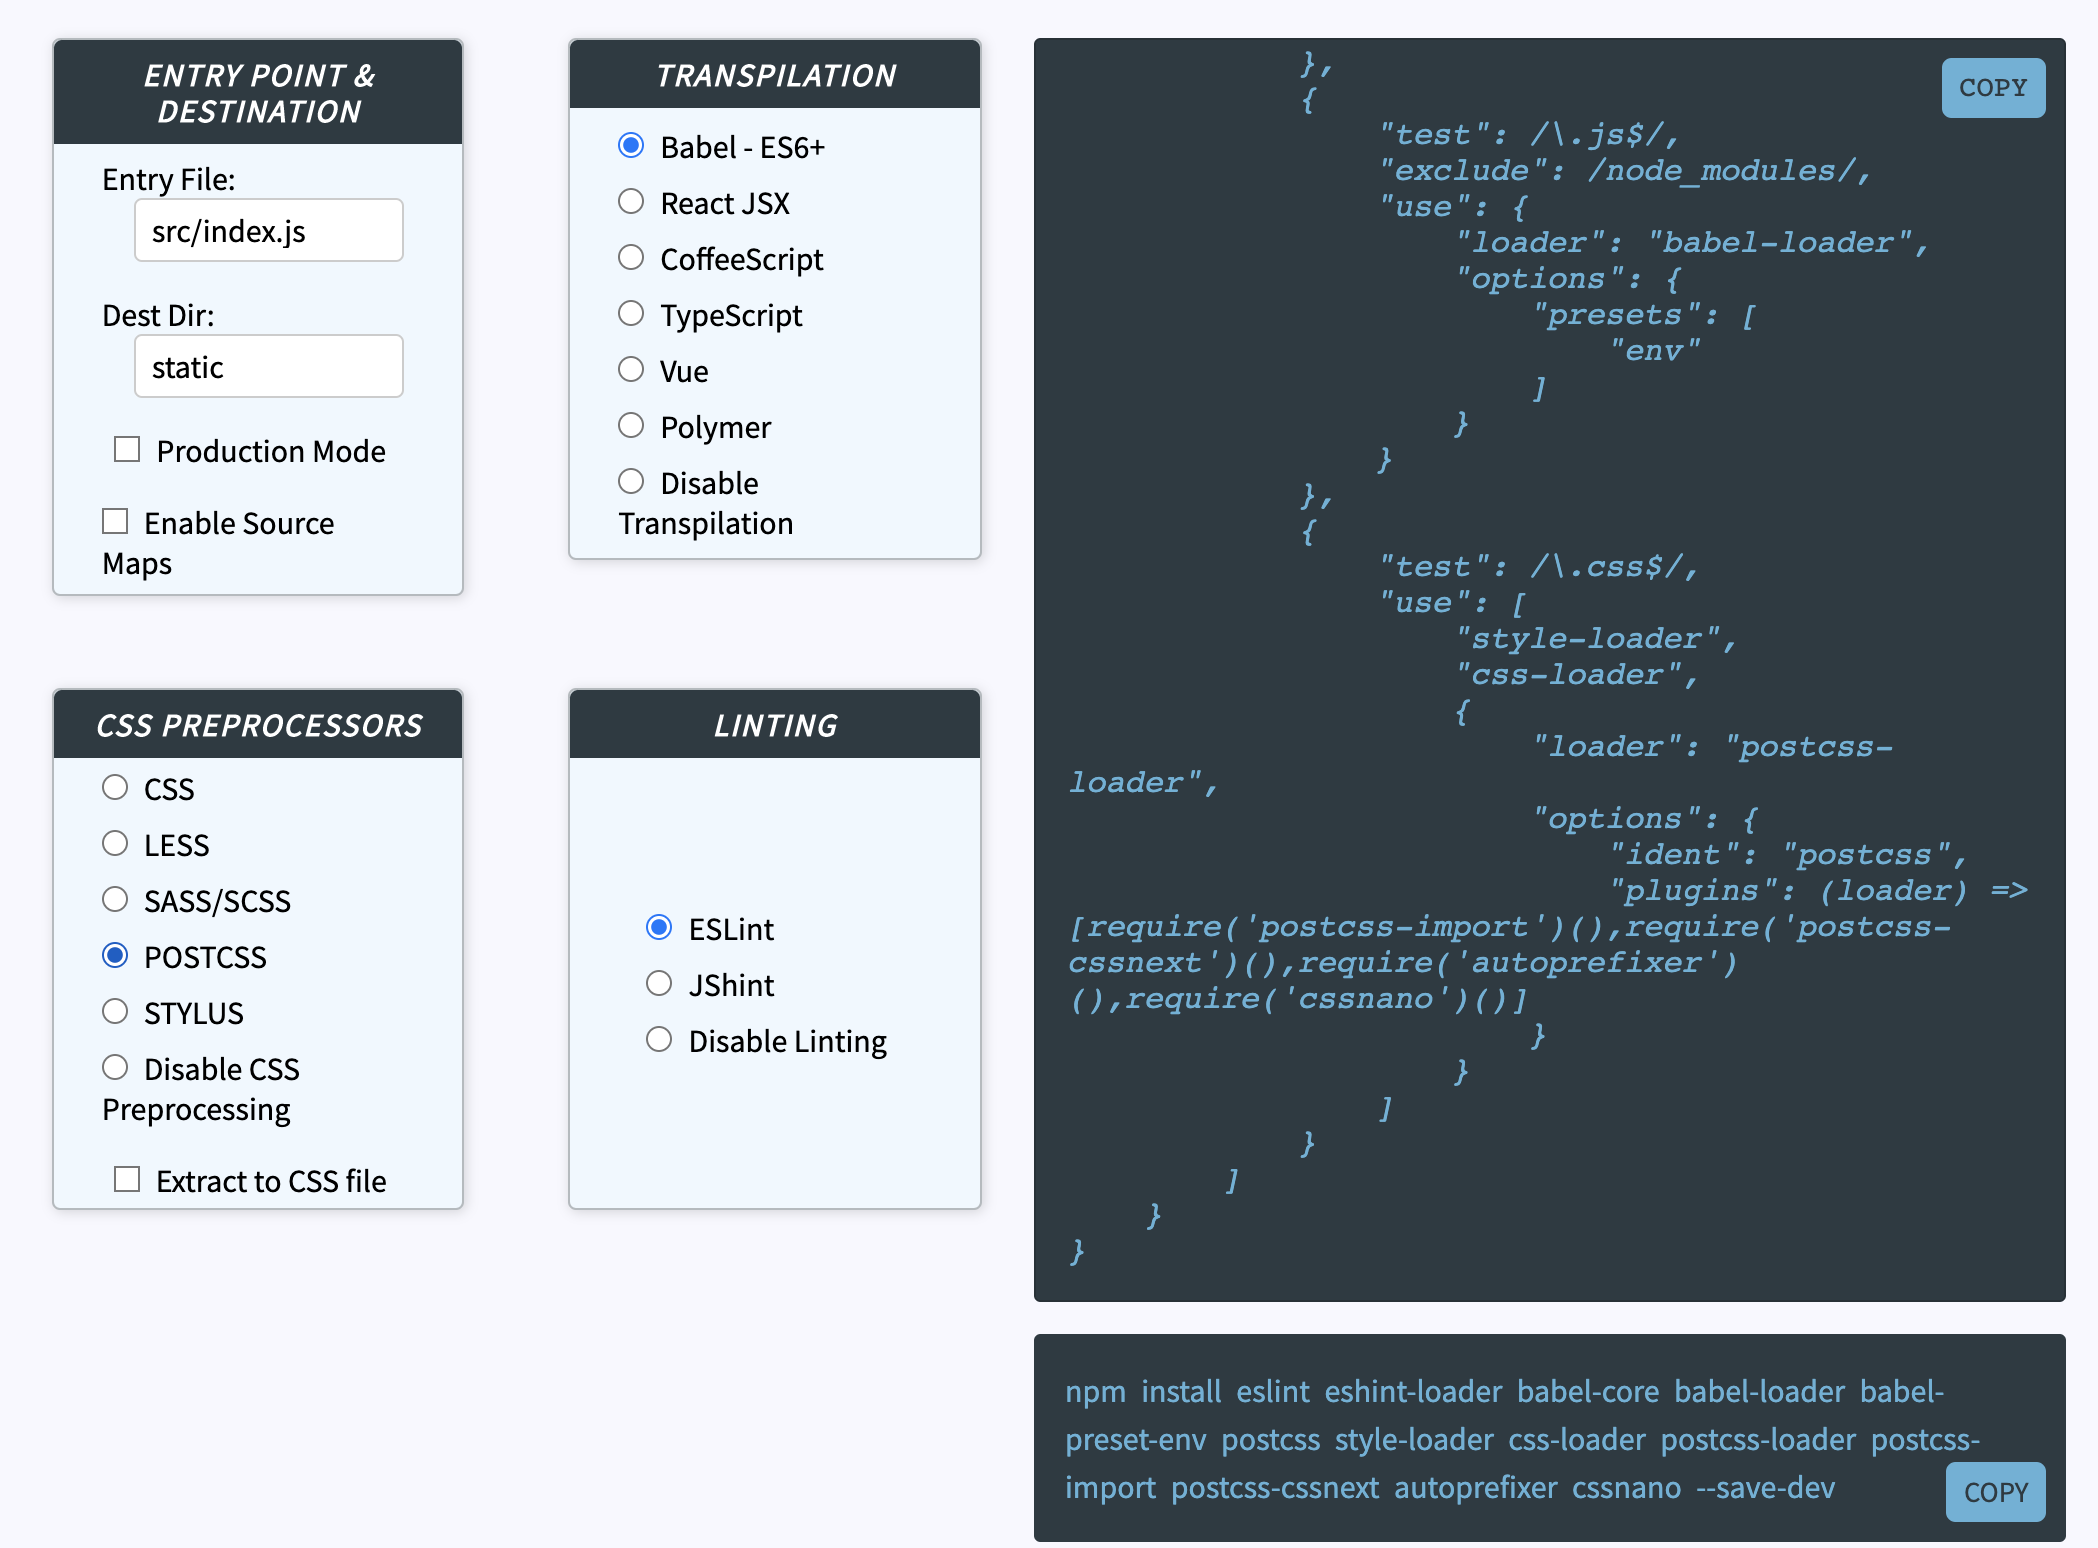 ENTRY POINT &
DESTINATION
Entry File:
src/index.js
Dest Dir:
static
Production Mode
Enable Source
Maps
TRANSPILATION
Babel - ES6+
React JSX
CoffeeScript
TypeScript
Vue
Polymer
Disable
Transpilation
CSS PREPROCESSORS
CSS
LESS
SASS/SCSS
POSTCSS
STYLUS
Disable CSS
Preprocessing
Extract to CSS file
LINTING
ESLint
JShint
Disable Linting
COPY
},
{
"test": /\.js$/,
"exclude": /node_modules/,
"use": {
"loader": "babel-loader",
"options": {
"presets": [
"env"
]
}
}
},
{
"test": /\.css$/,
"use": [
"style-loader",
"css-loader",
{
"loader": "postcss-
loader",
"options": {
"ident": "postcss",
"plugins": (loader) =>
[require('postcss-import')(),require('postcss-
cssnext')(),require('autoprefixer')
(),require('cssnano')()]
}
}
]
}
]
}
}
npm install eslint eshint-loader babel-core babel-loader babel-
preset-env postcss style-loader css-loader postcss-loader postcss-
import postcss-cssnext autoprefixer cssnano --save-dev
COPY